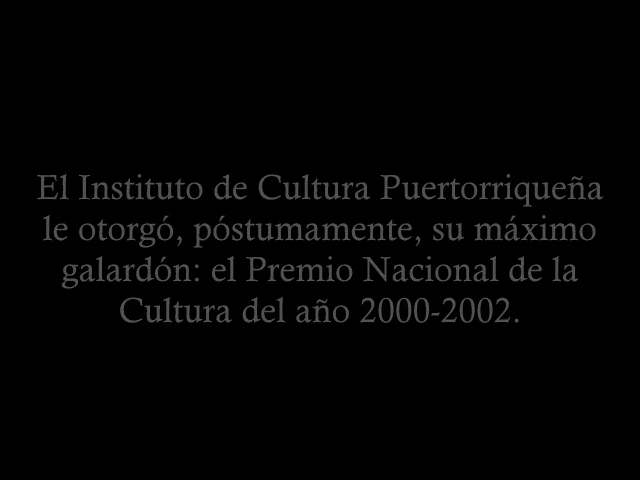 El Instituto de Cultura Puertorriqueña
le otorgó, póstumamente, su máximo
galardón: el Premio Nacional de la
Cultura del año 2000-2002.